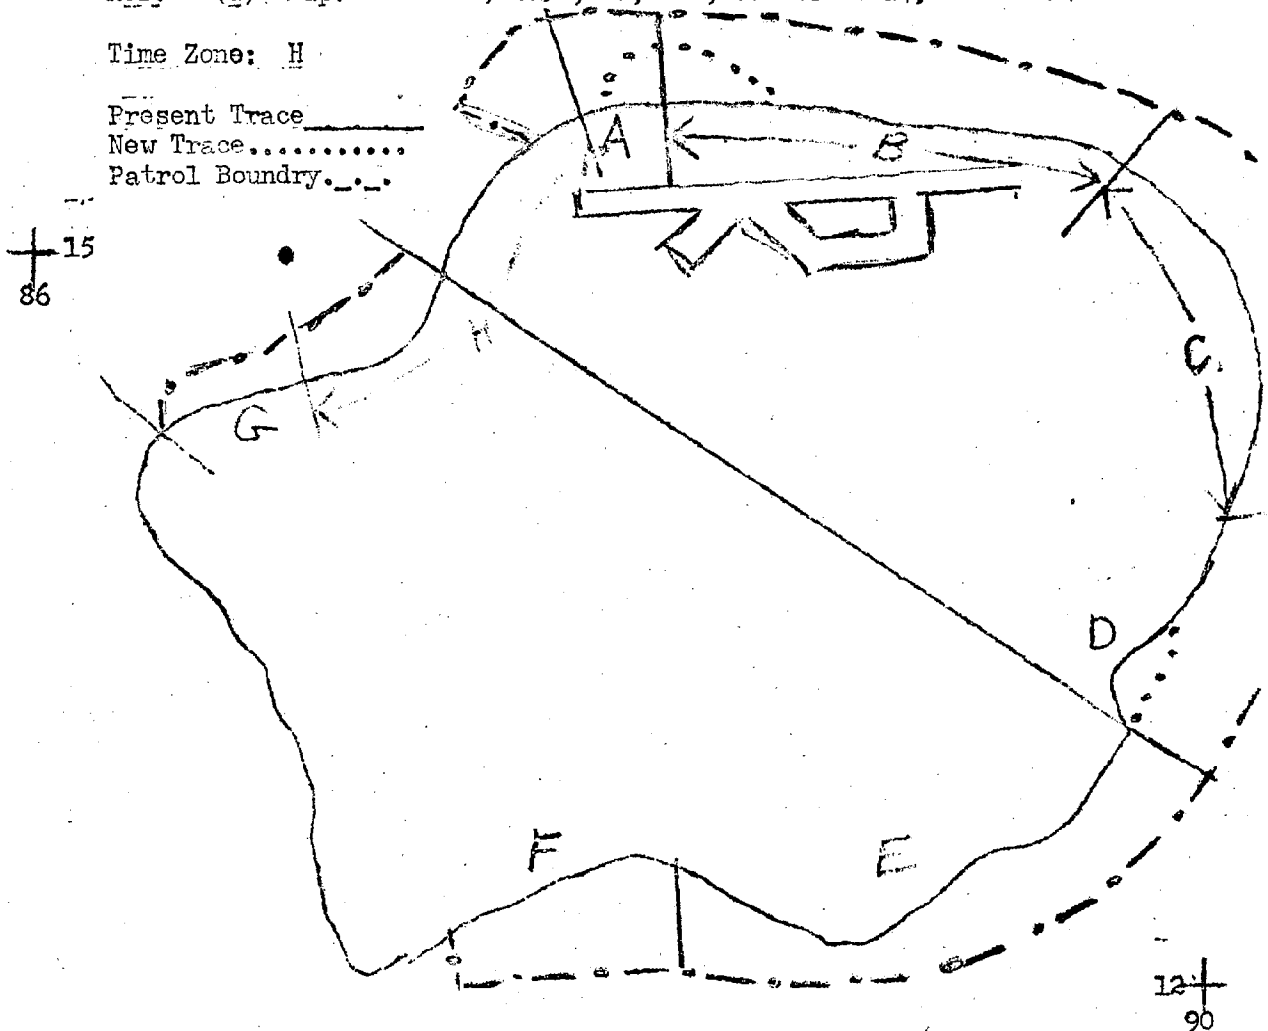 Time Zone: H
Present Trace
New Trace...........
Patrol Boundry._._.
A
B
15
86
H
C
G
D
F
E
12
90